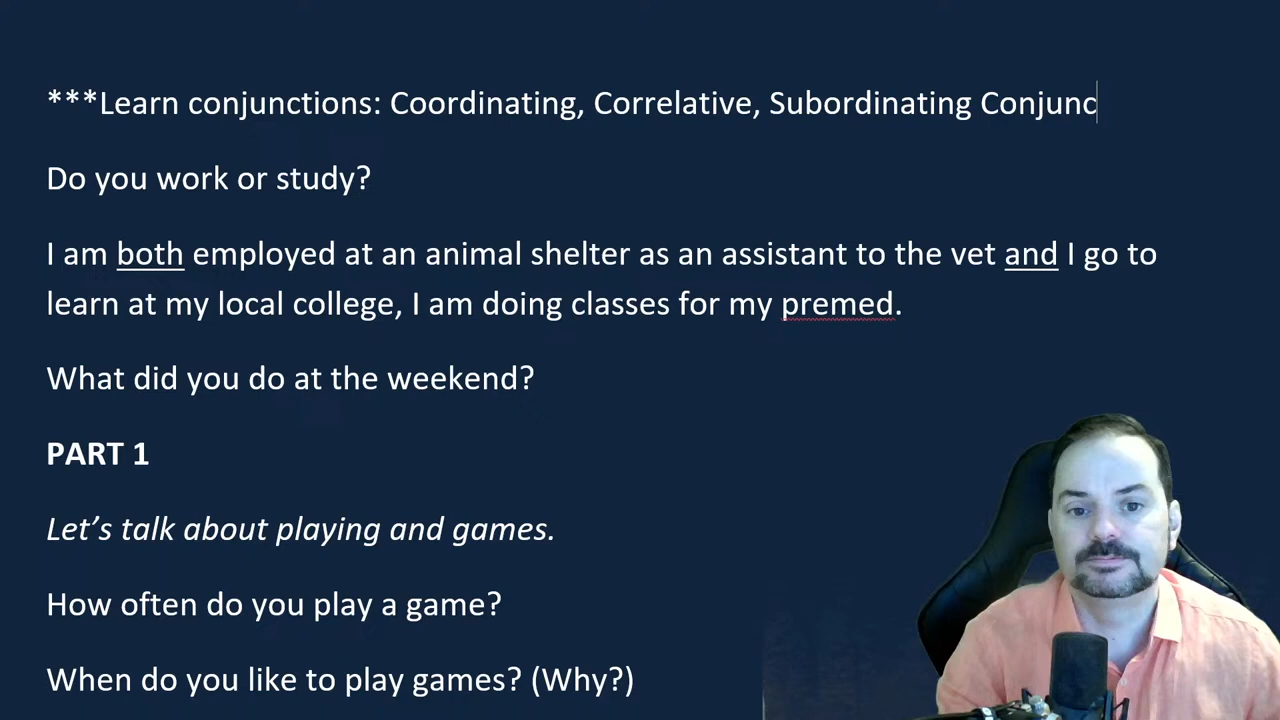 ***Learn conjunctions: Coordinating, Correlative, Subordinating Conjunc
Do you work or study?
I am both employed at an animal shelter as an assistant to the vet and I go to
learn at my local college, I am doing classes for my premed.
What did you do at the weekend?
PART 1
Let’s talk about playing and games.
How often do you play a game?
When do you like to play games? (Why?)